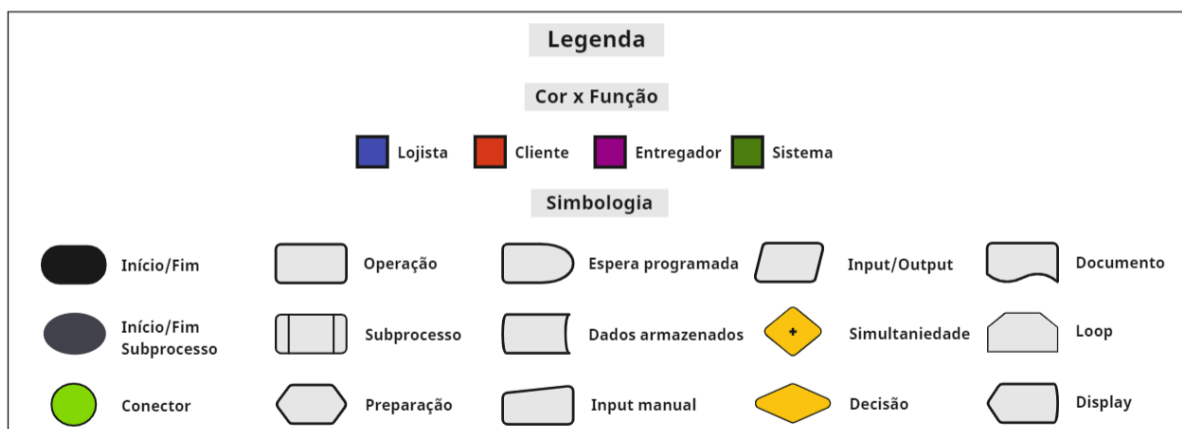 Legenda
Cor x Função
Lojista
Cliente
Entregador
Sistema
Simbologia
Início/Fim
Operação
Espera programada
Input/Output
Documento
Início/Fim
Subprocesso
Subprocesso
Dados armazenados
+
Simultaniedade
Loop
Conector
Preparação
Input manual
Decisão
Display